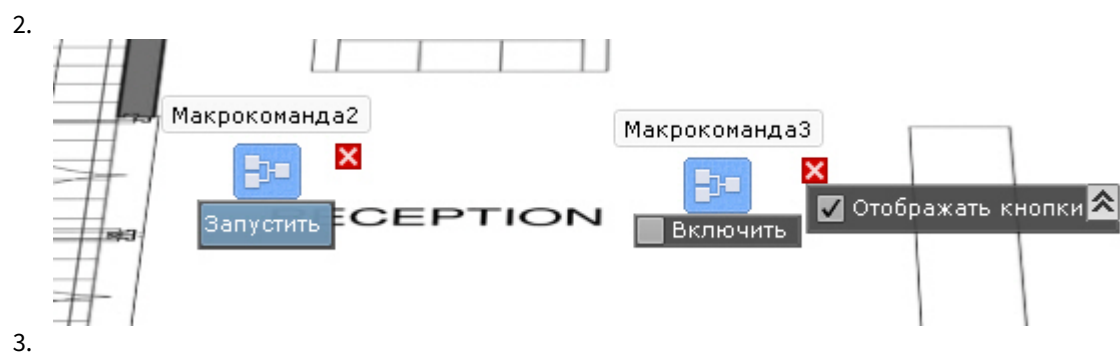 2.
Макрокоманда2
Макрокоманда3
Запустить
ECEPTION
Включить
Отображать кнопки
3.